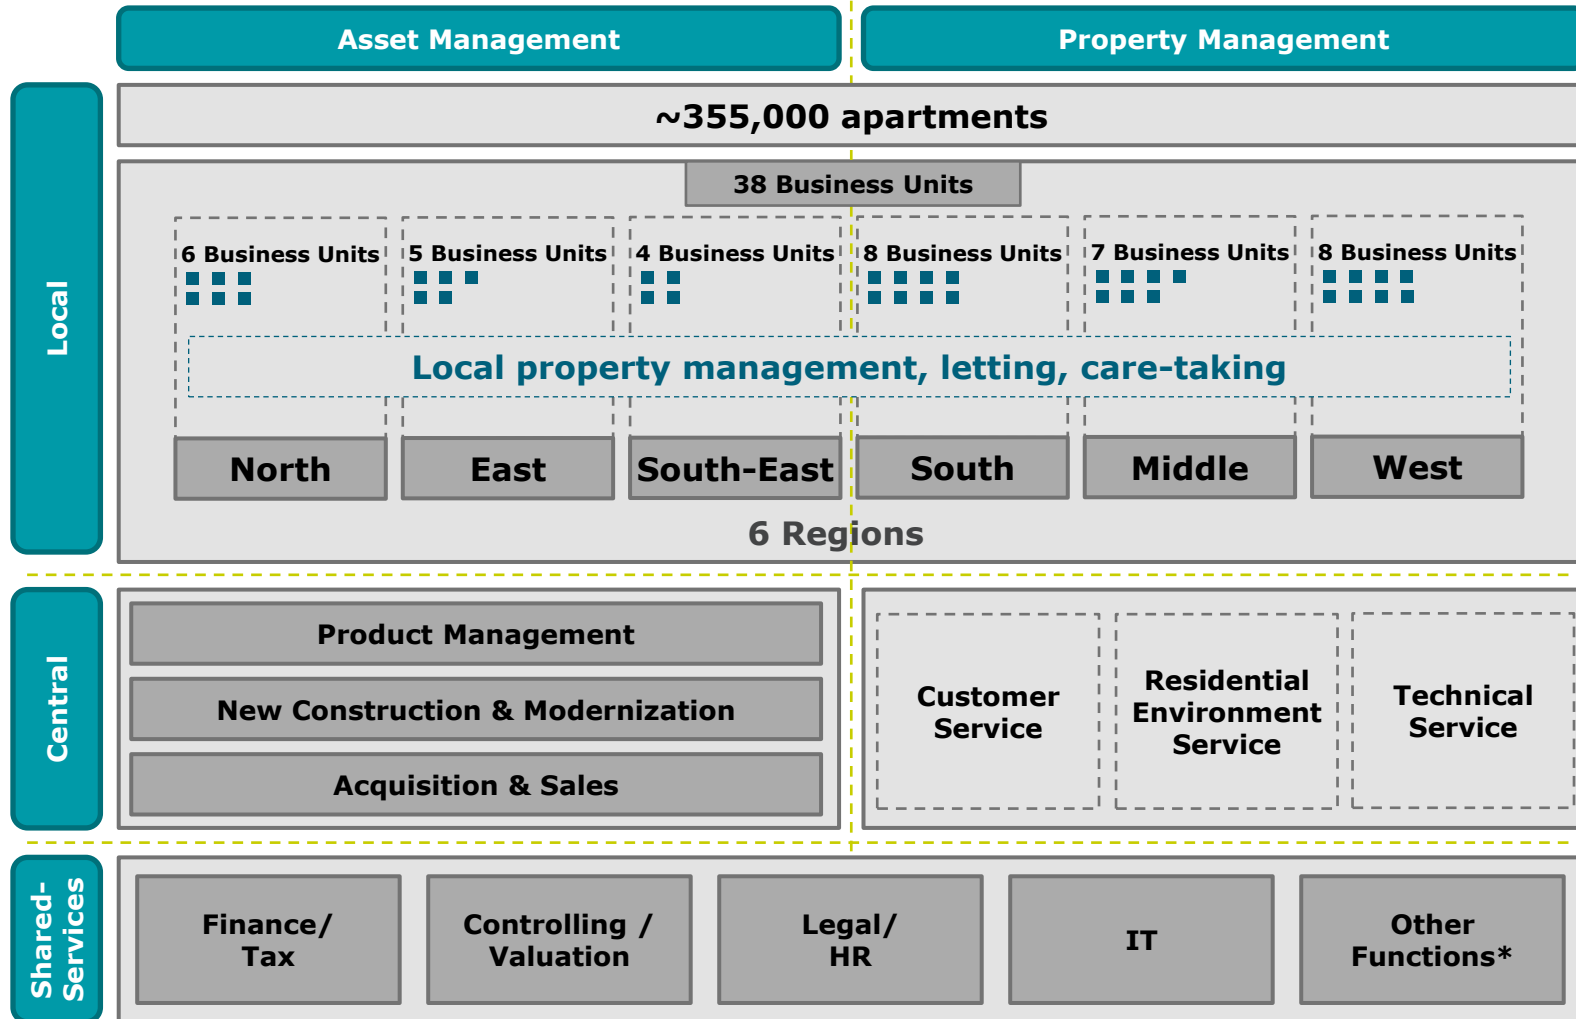 Asset Management
Property Management
Local
~355,000 apartments
38 Business Units
6 Business Units
5 Business Units
4 Business Units
8 Business Units
7 Business Units
8 Business Units
Local property management, letting, care-taking
North
East
South-East
South
Middle
West
6 Regions
Central
Product Management
New Construction & Modernization
Acquisition & Sales
Customer
Service
Residential
Environment
Service
Technical
Service
Shared-
Services
Finance/
Tax
Controlling /
Valuation
Legal/
HR
IT
Other
Functions*